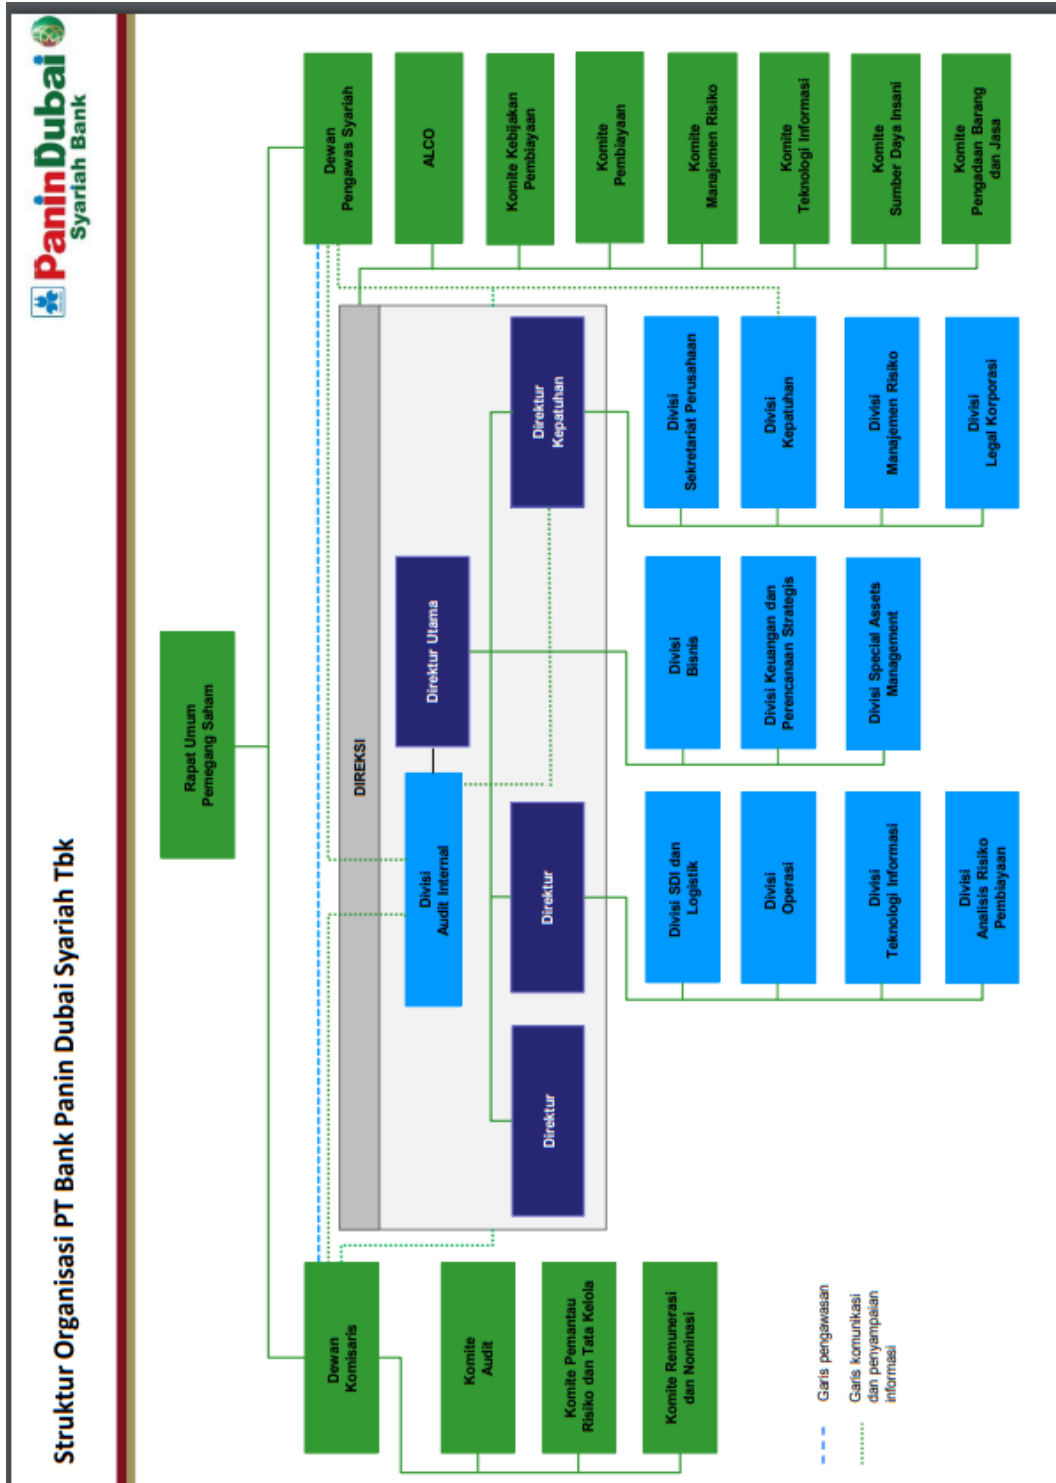 Struktur Organisasi PT Bank Panin Dubai Syariah Tbk
PaninDubai
Syariah Bank
Rapat Umum
Pemegang Saham
Dewan
Komisaris
Komite
Audit
Komite Pemantau
Risiko dan Tata Kelola
Komite Remunerasi
dan Nominasi
DIREKSI
Divisi
Audit Internal
Direktur Utama
Direktur
Direktur
Direktur
Kepatuhan
Divisi SDI dan
Logistik
Divisi
Operasi
Divisi
Teknologi Informasi
Divisi
Analisis Risiko
Pembiayaan
Divisi
Bisnis
Divisi Keuangan dan
Perencanaan Strategis
Divisi Special Assets
Management
Divisi
Sekretariat Perusahaan
Divisi
Kepatuhan
Divisi
Manajemen Risiko
Divisi
Legal Korporasi
Dewan
Pengawas Syariah
ALCO
Komite Kebijakan
Pembiayaan
Komite
Pembiayaan
Komite
Manajemen Risiko
Komite
Teknologi Informasi
Komite
Sumber Daya Insani
Komite
Pengadaan Barang
dan Jasa
Garis pengawasan
Garis komunikasi
dan penyampaian
informasi